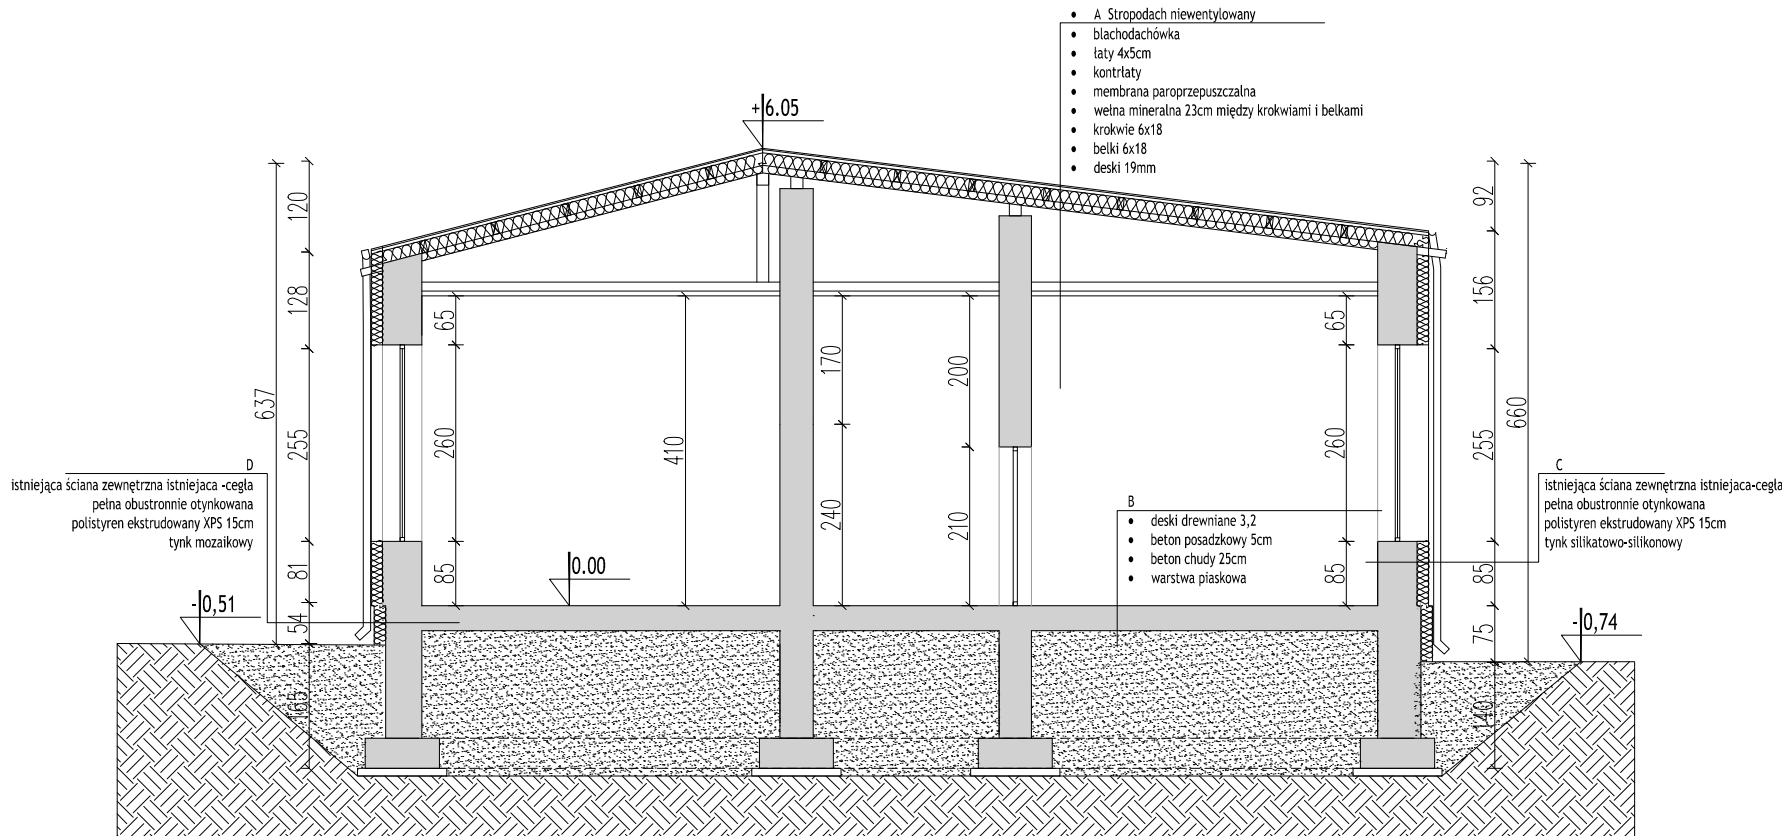 • A Stropodach niewentylowany
• blachodachówka
• łaty 4x5cm
• kontrłaty
• membrana paroprzepuszczalna
• wełna mineralna 23cm między krokwiami i belkami
• krokwie 6x18
• belki 6x18
• deski 19mm
+6.05
120
128
637
255
81
54
165
65
260
85
410
170
240
200
210
65
260
85
92
156
660
255
85
75
140
D
istniejąca ściana zewnętrzna istniejaca -cegła
pełna obustronnie otynkowana
polistyren ekstrudowany XPS 15cm
tynk mozaikowy
C
istniejąca ściana zewnętrzna istniejaca-cegła
pełna obustronnie otynkowana
polistyren ekstrudowany XPS 15cm
tynk silikatowo-silikonowy
B
• deski drewniane 3,2
• beton posadzkowy 5cm
• beton chudy 25cm
• warstwa piaskowa
0.00
-0,51
-0,74